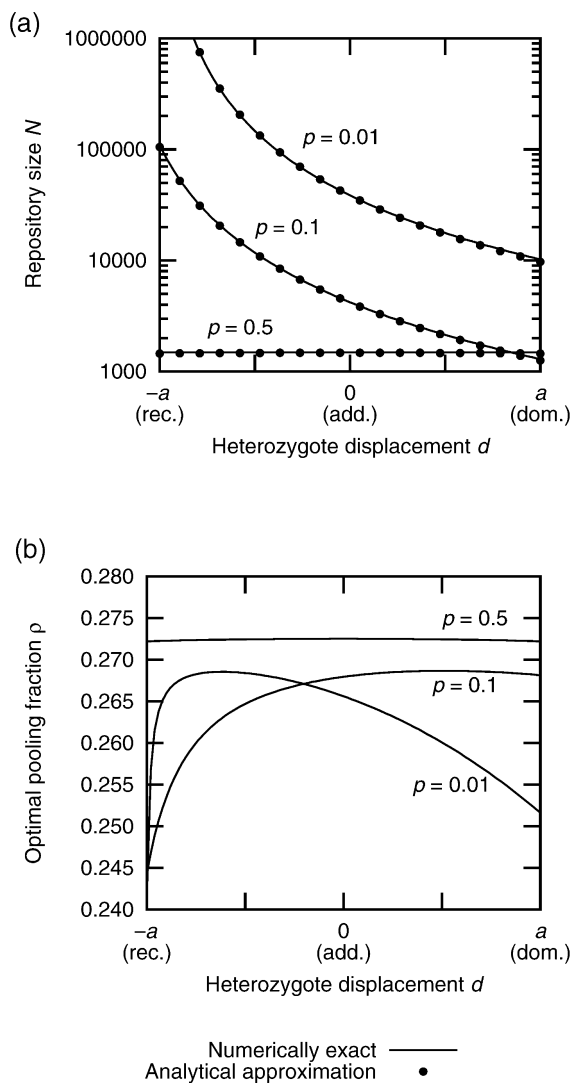 (a)
1000000
100000
10000
1000
Repository size N
p = 0.01
p = 0.1
p = 0.5
–a 0 a
(rec.) (add.) (dom.)
Heterozygote displacement d
(b)
0.280
0.275
0.270
0.265
0.260
0.255
0.250
0.245
0.240
Optimal pooling fraction ρ
p = 0.5
p = 0.1
p = 0.01
–a 0 a
(rec.) (add.) (dom.)
Heterozygote displacement d
Numerically exact
Analytical approximation